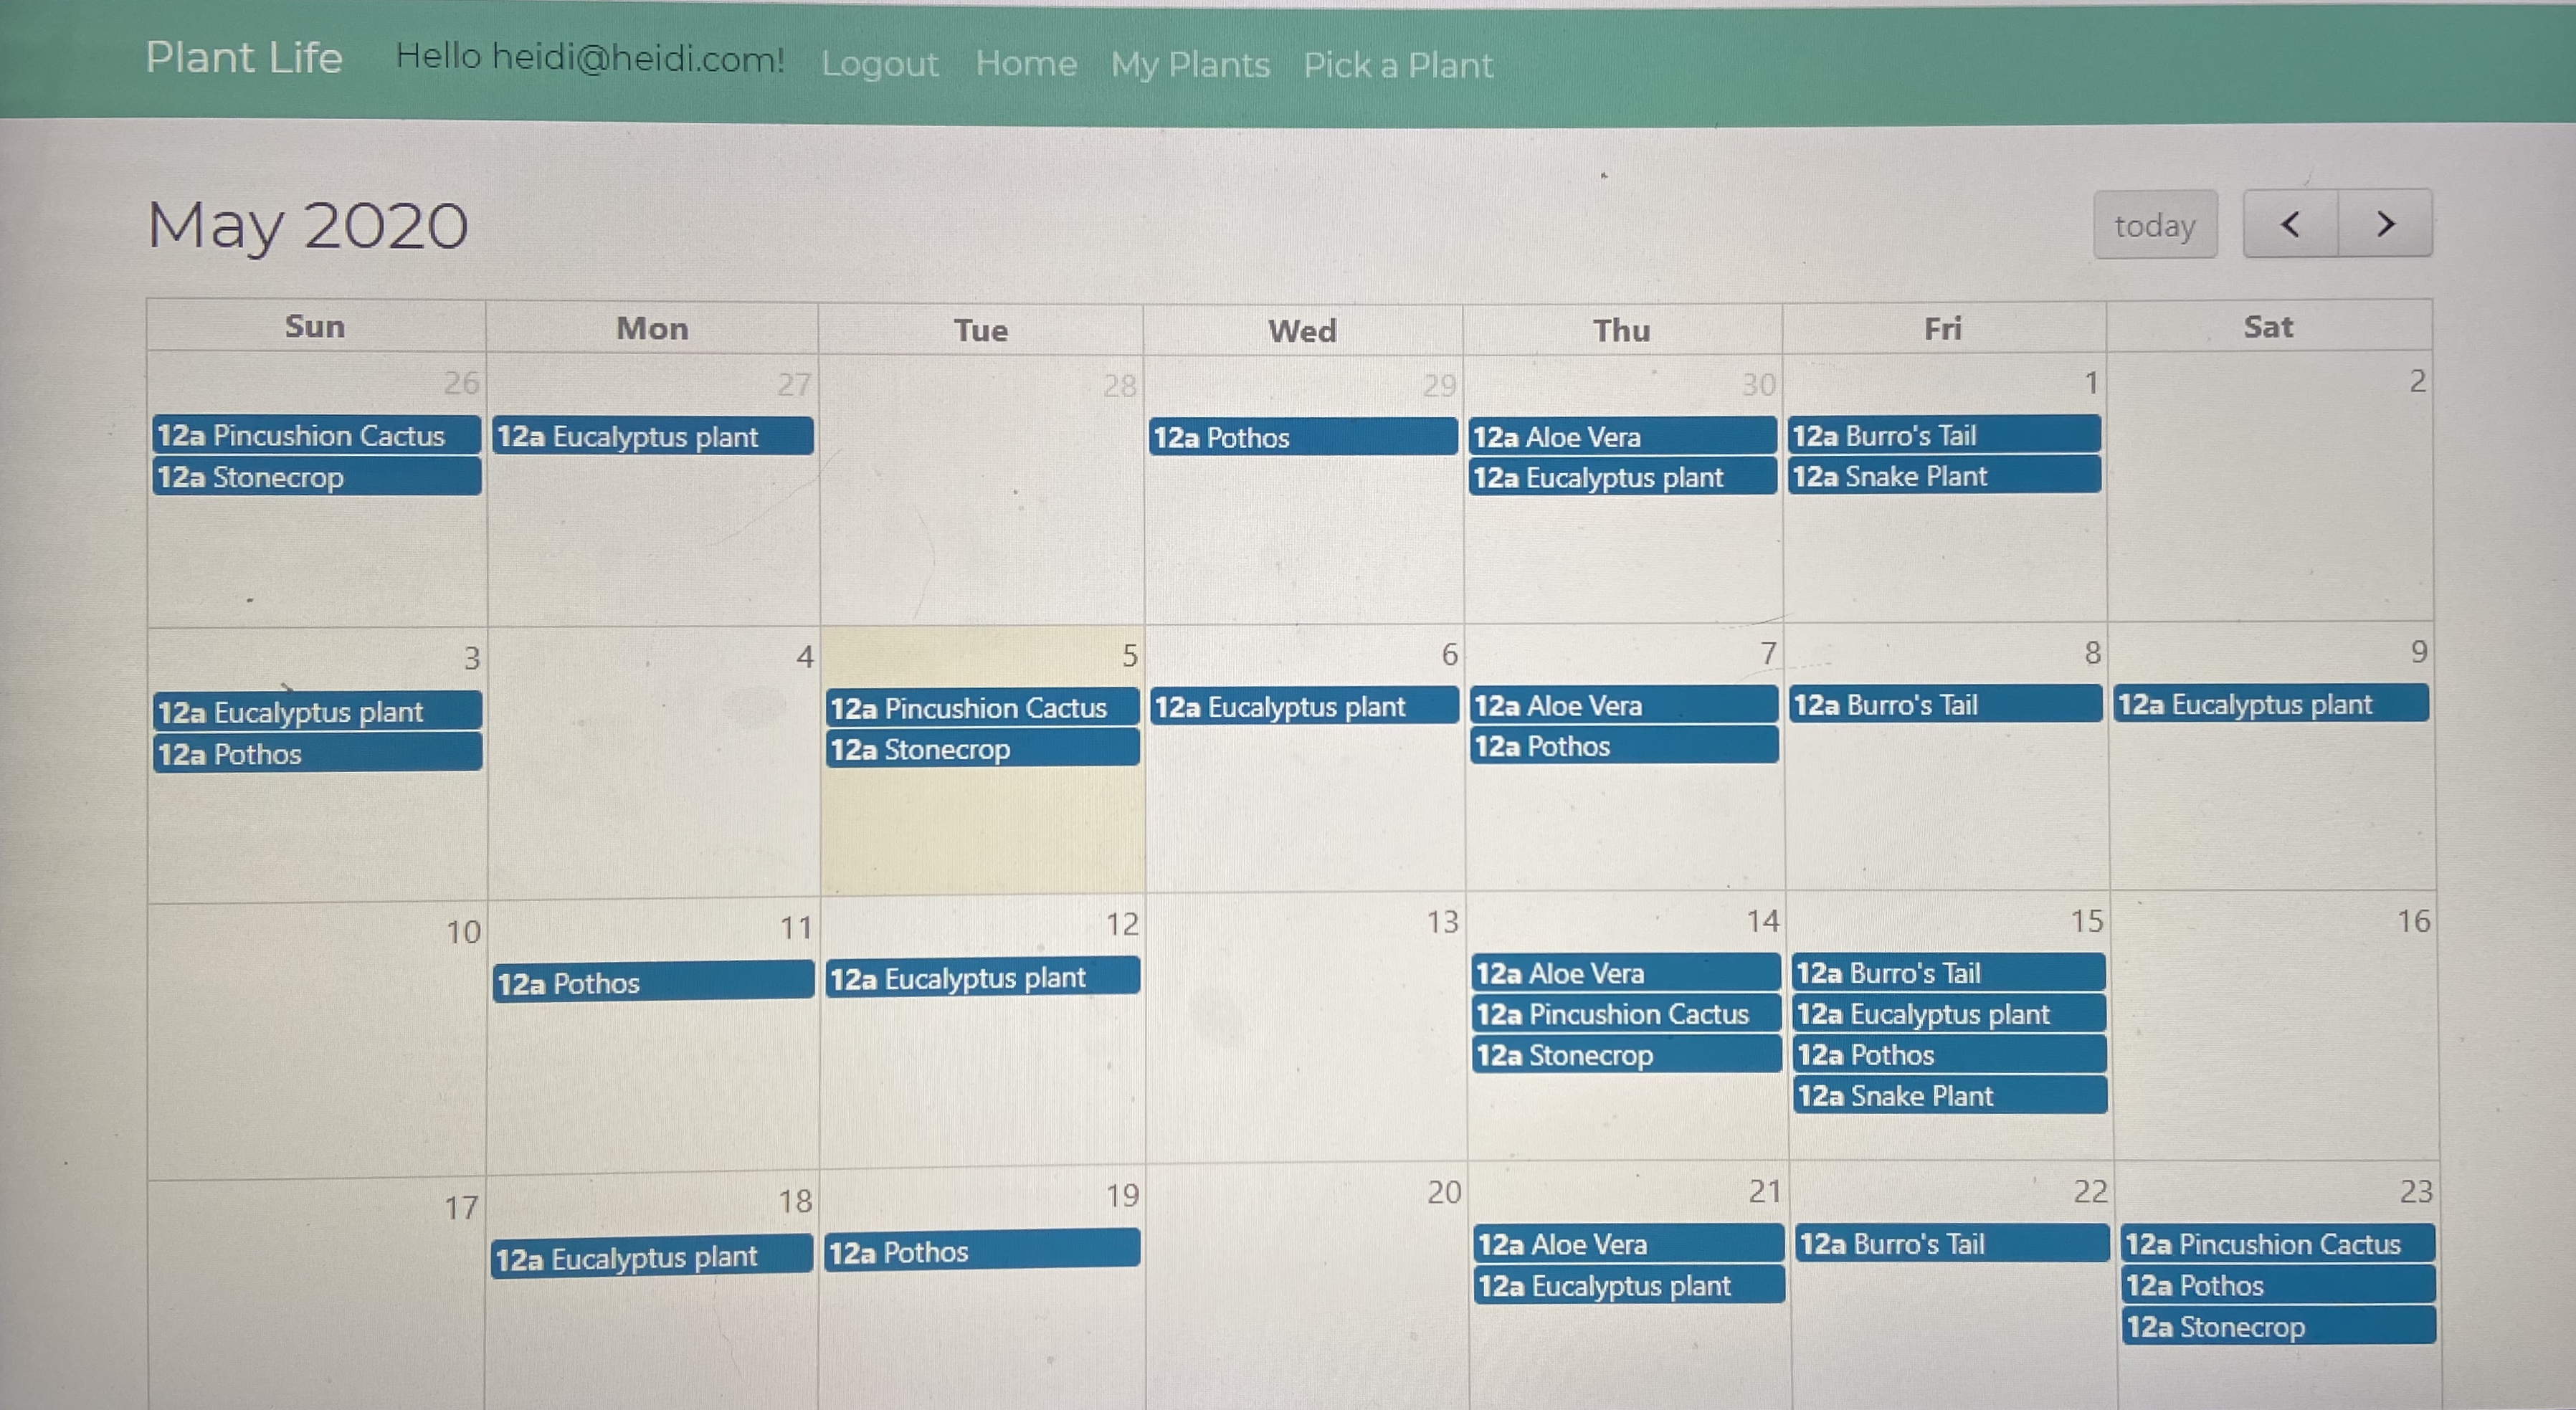 Plant Life Hello heidi@heidi.com! Logout Home My Plants Pick a Plant
May 2020
today < >
Sun Mon Tue Wed Thu Fri Sat
26 27 28 29 30 1 2
12a Pincushion Cactus 12a Eucalyptus plant 12a Pothos 12a Aloe Vera 12a Burro's Tail
12a Stonecrop 12a Eucalyptus plant 12a Snake Plant
3 4 5 6 7 8 9
12a Eucalyptus plant 12a Pincushion Cactus 12a Eucalyptus plant 12a Aloe Vera 12a Burro's Tail 12a Eucalyptus plant
12a Pothos 12a Stonecrop 12a Pothos
10 11 12 13 14 15 16
12a Pothos 12a Eucalyptus plant 12a Aloe Vera 12a Burro's Tail
12a Pincushion Cactus 12a Eucalyptus plant
12a Stonecrop 12a Pothos
12a Snake Plant
17 18 19 20 21 22 23
12a Eucalyptus plant 12a Pothos 12a Aloe Vera 12a Burro's Tail 12a Pincushion Cactus
12a Eucalyptus plant 12a Pothos
12a Stonecrop